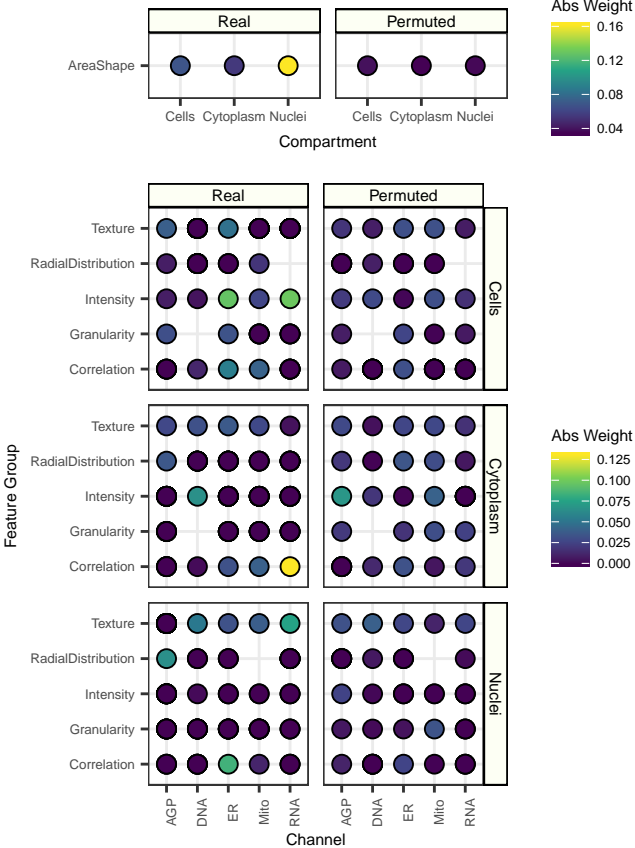 Abs Weight
Real
Permuted
0.16
0.12
0.08
0.04
AreaShape
Cells Cytoplasm Nuclei
Cells Cytoplasm Nuclei
Compartment
Real
Permuted
Texture
RadialDistribution
Intensity
Granularity
Correlation
Cells
Texture
RadialDistribution
Intensity
Granularity
Correlation
Cytoplasm
Texture
RadialDistribution
Intensity
Granularity
Correlation
Nuclei
Feature Group
Abs Weight
0.125
0.100
0.075
0.050
0.025
0.000
AGP DNA ER Mito RNA
AGP DNA ER Mito RNA
Channel